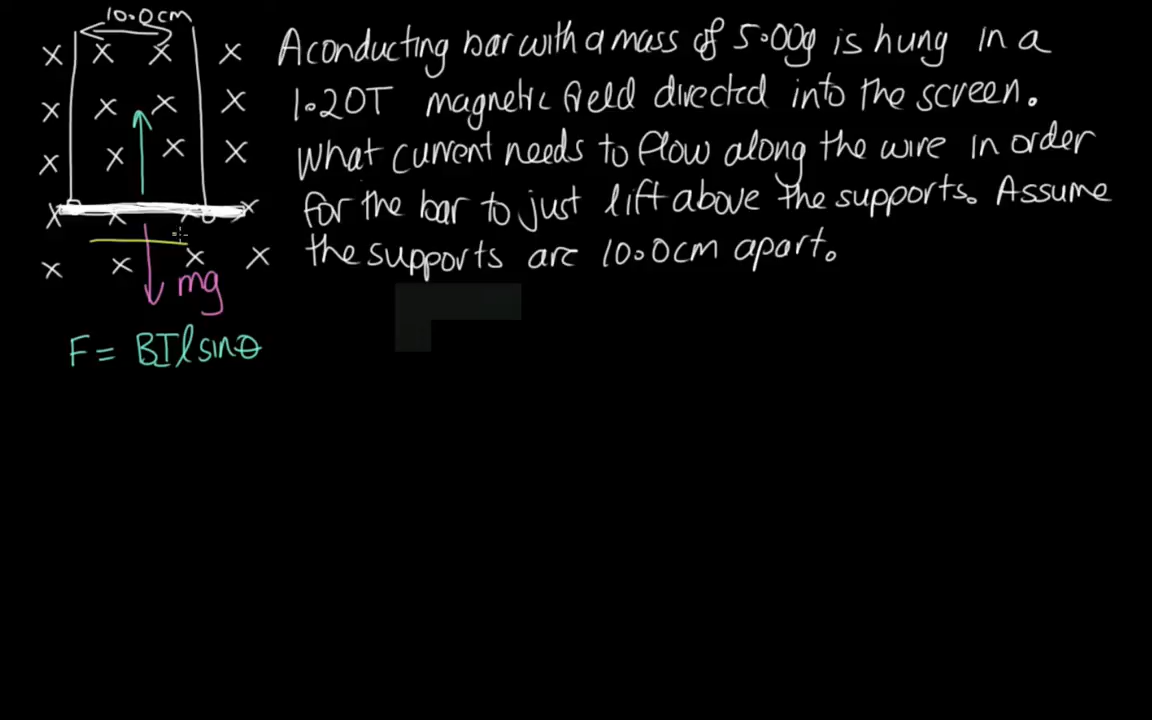 10.0cm
A conducting bar with a mass of 5.00g is hung in a
1.20T magnetic field directed into the screen.
What current needs to flow along the wire in order
for the bar to just lift above the supports. Assume
the supports are 10.0cm apart.
mg
F = BIlsinθ